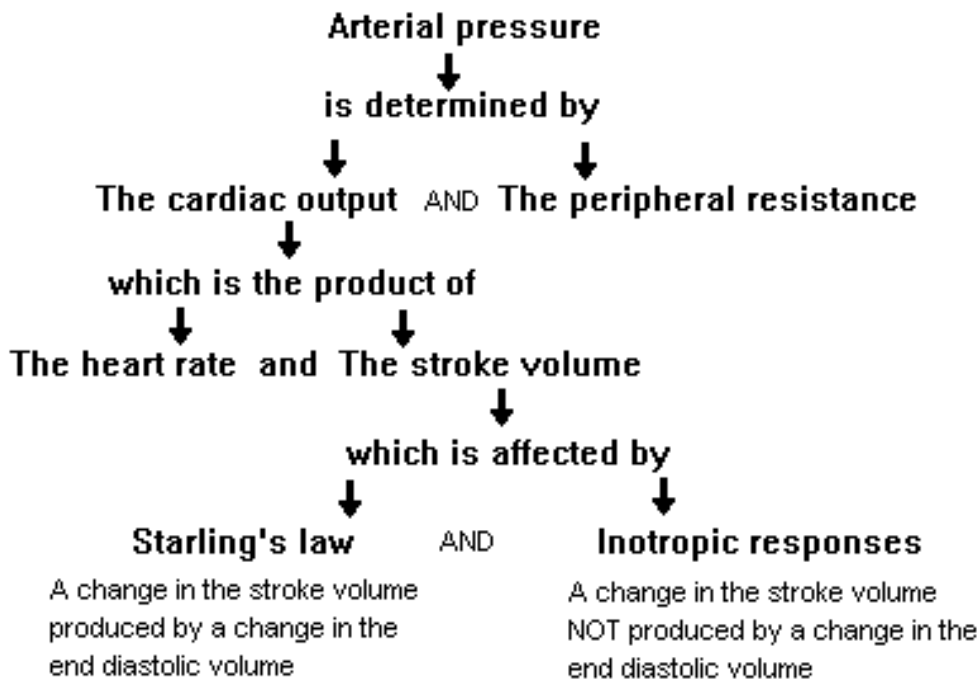 Arterial pressure
is determined by
The cardiac output AND The peripheral resistance
which is the product of
The heart rate and The stroke volume
which is affected by
Starling's law AND Inotropic responses
A change in the stroke volume
produced by a change in the
end diastolic volume
A change in the stroke volume
NOT produced by a change in the
end diastolic volume